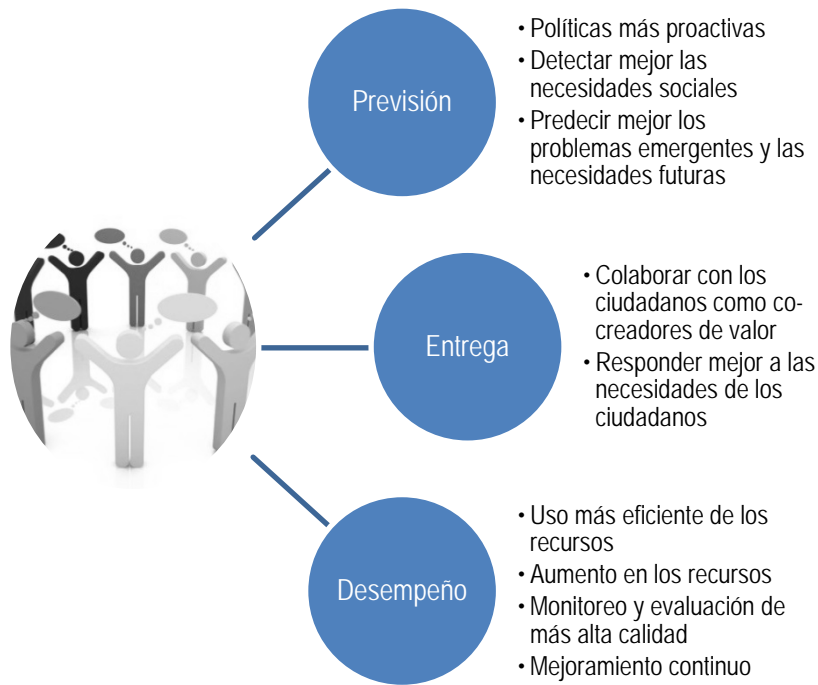 Previsión
• Políticas más proactivas
• Detectar mejor las
necesidades sociales
• Predecir mejor los
problemas emergentes y las
necesidades futuras
Entrega
• Colaborar con los
ciudadanos como co-
creadores de valor
• Responder mejor a las
necesidades de los
ciudadanos
Desempeño
• Uso más eficiente de los
recursos
• Aumento en los recursos
• Monitoreo y evaluación de
más alta calidad
• Mejoramiento continuo